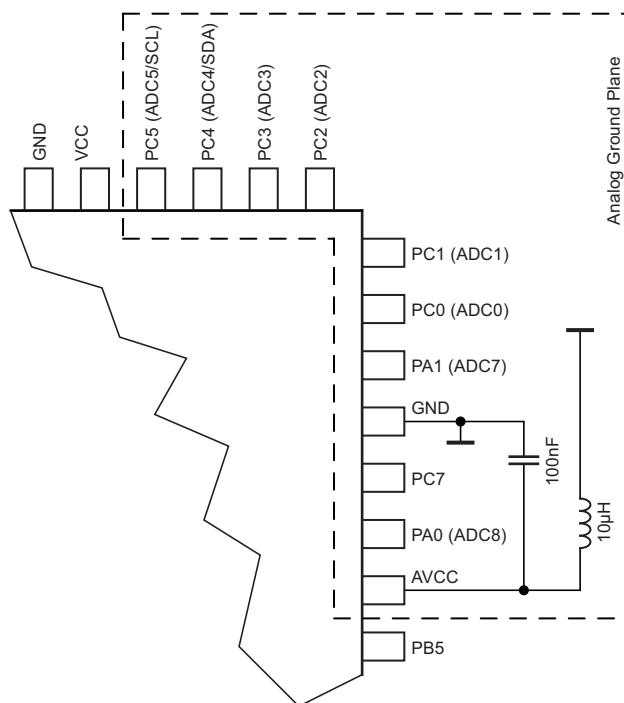 GND
VCC
PC5 (ADC5/SCL)
PC4 (ADC4/SDA)
PC3 (ADC3)
PC2 (ADC2)
Analog Ground Plane
PC1 (ADC1)
PC0 (ADC0)
PA1 (ADC7)
GND
PC7
100nF
10μH
PA0 (ADC8)
AVCC
PB5